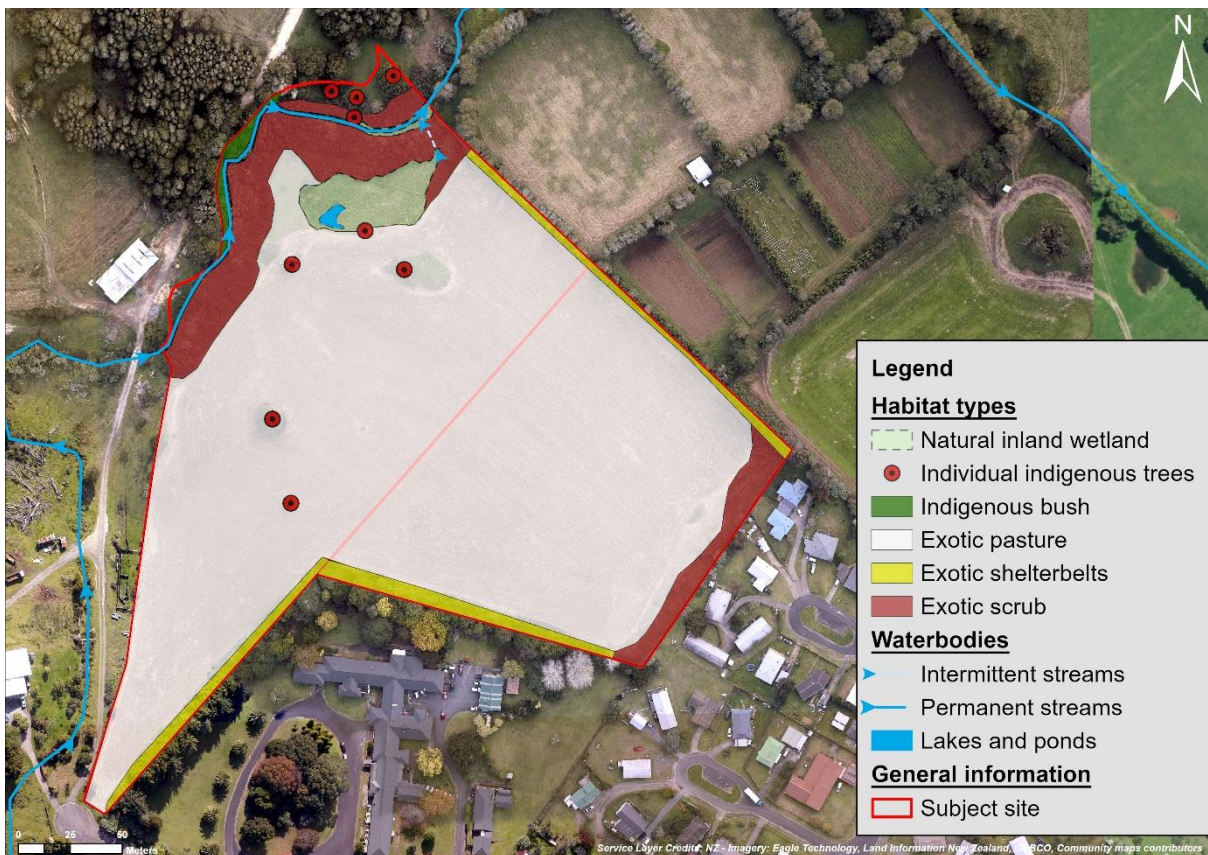 N
Legend
Habitat types
Natural inland wetland
Individual indigenous trees
Indigenous bush
Exotic pasture
Exotic shelterbelts
Exotic scrub
Waterbodies
Intermittent streams
Permanent streams
Lakes and ponds
General information
Subject site
0 25 50
Meters
Service Layer Credits: NZ - Imagery: Eagle Technology, Land Information New Zealand, GEBCO, Community maps contributors